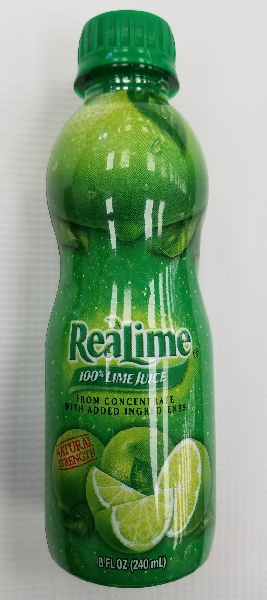 ReaLime®
100% LIME JUICE
FROM CONCENTRATE
WITH ADDED INGREDIENTS
NATURAL
STRENGTH
8 FL OZ (240 mL)